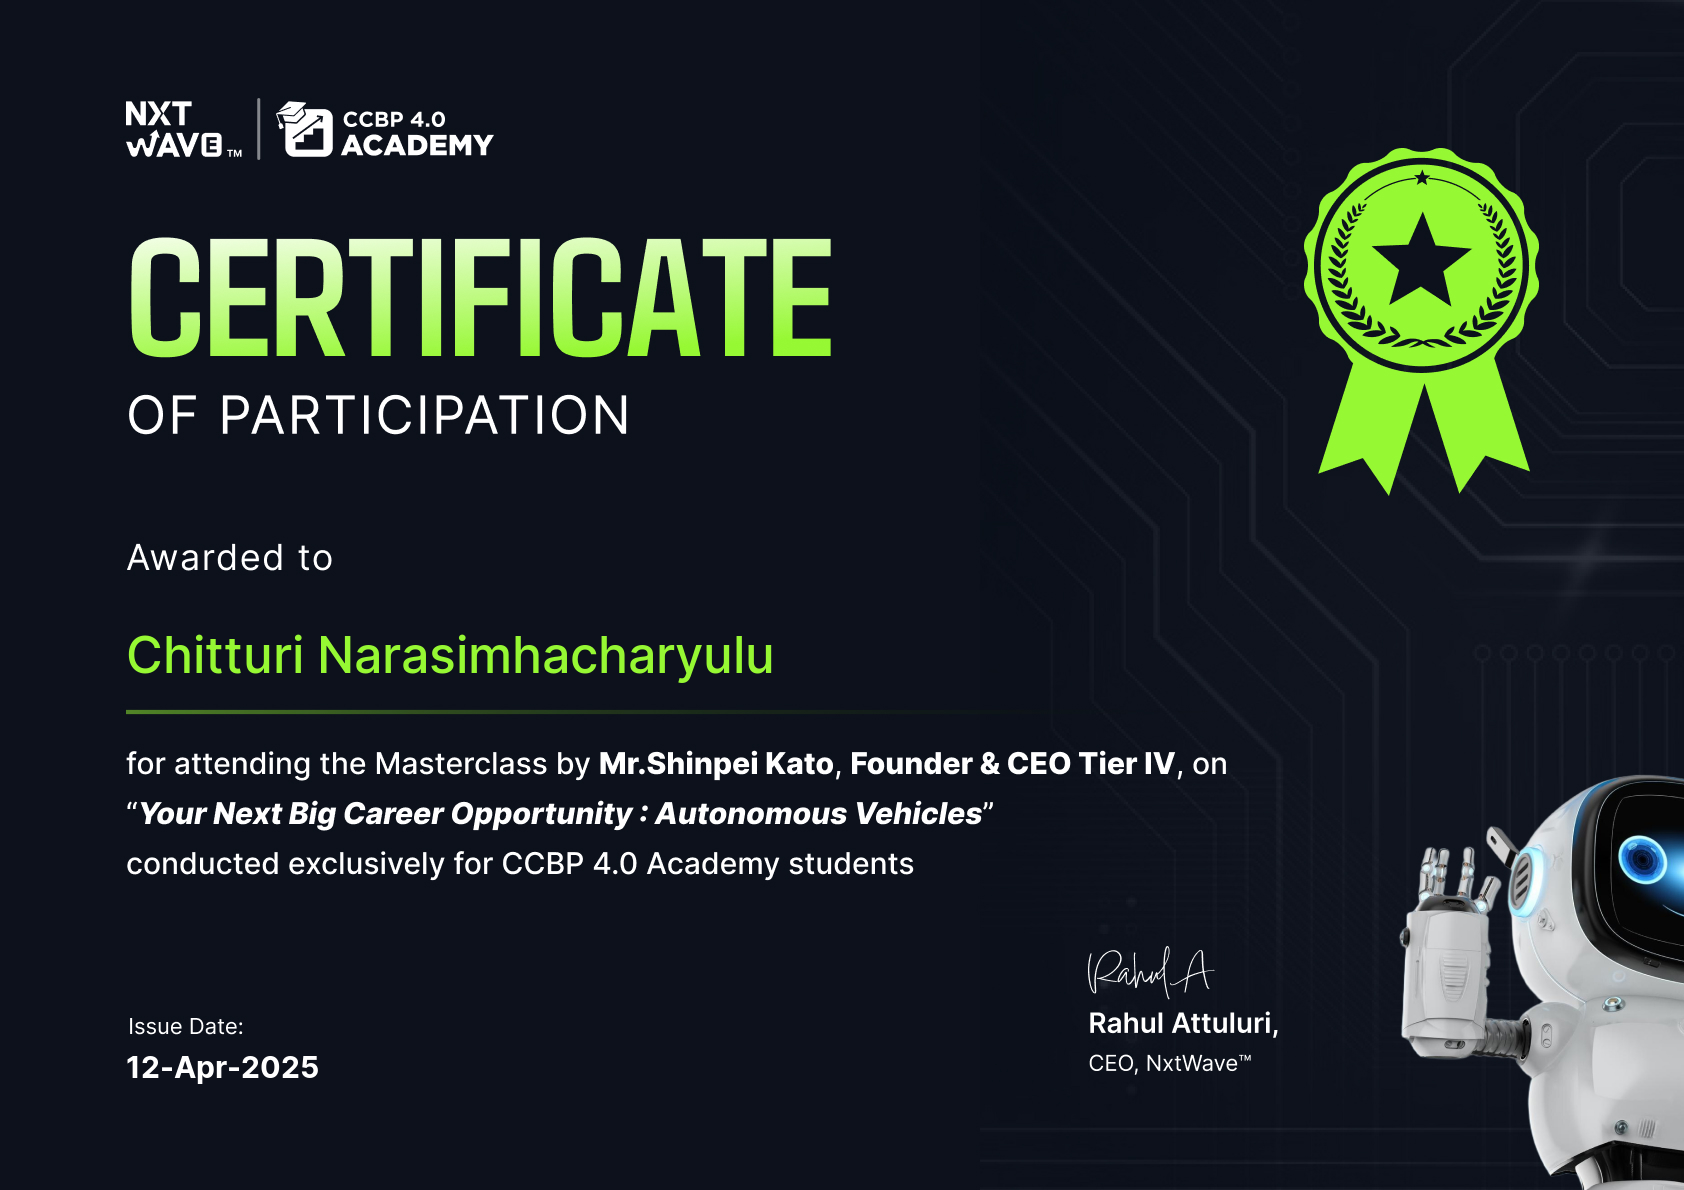 NXT
WAVE™
CCBP 4.0
ACADEMY
CERTIFICATE
OF PARTICIPATION
Awarded to
Chitturi Narasimhacharyulu
for attending the Masterclass by Mr.Shinpei Kato, Founder & CEO Tier IV, on
“Your Next Big Career Opportunity : Autonomous Vehicles”
conducted exclusively for CCBP 4.0 Academy students
Issue Date:
12-Apr-2025
Rahul A
Rahul Attuluri,
CEO, NxtWave™